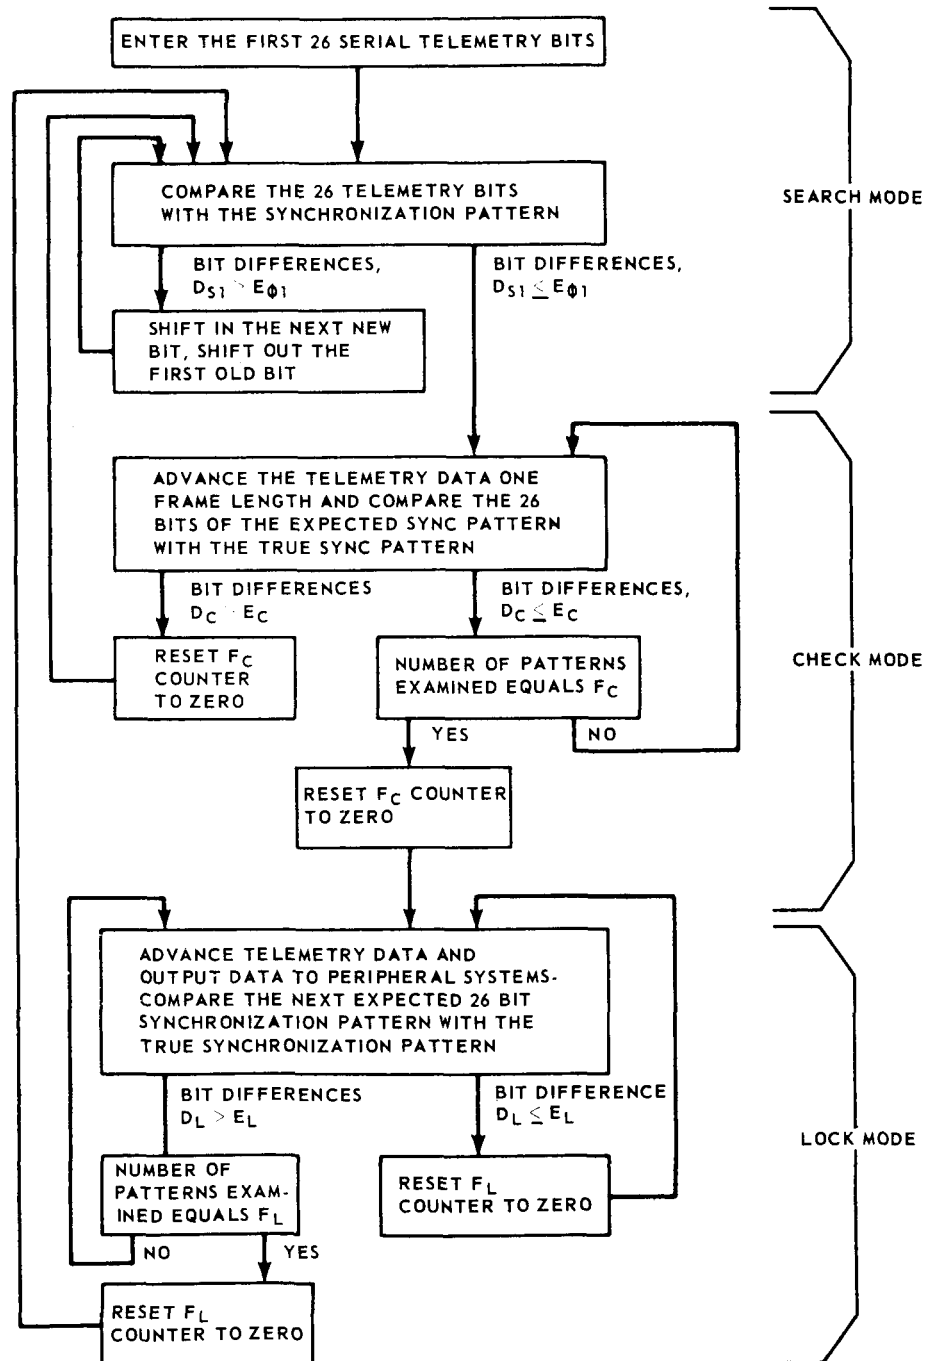 ENTER THE FIRST 26 SERIAL TELEMETRY BITS
COMPARE THE 26 TELEMETRY BITS
WITH THE SYNCHRONIZATION PATTERN
SEARCH MODE
BIT DIFFERENCES,
D_S1 > E_Φ1
BIT DIFFERENCES,
D_S1 ≤ E_Φ1
SHIFT IN THE NEXT NEW
BIT, SHIFT OUT THE
FIRST OLD BIT
ADVANCE THE TELEMETRY DATA ONE
FRAME LENGTH AND COMPARE THE 26
BITS OF THE EXPECTED SYNC PATTERN
WITH THE TRUE SYNC PATTERN
BIT DIFFERENCES
D_C > E_C
BIT DIFFERENCES,
D_C ≤ E_C
RESET F_C
COUNTER
TO ZERO
NUMBER OF PATTERNS
EXAMINED EQUALS F_C
CHECK MODE
YES
NO
RESET F_C COUNTER
TO ZERO
ADVANCE TELEMETRY DATA AND
OUTPUT DATA TO PERIPHERAL SYSTEMS-
COMPARE THE NEXT EXPECTED 26 BIT
SYNCHRONIZATION PATTERN WITH THE
TRUE SYNCHRONIZATION PATTERN
BIT DIFFERENCES
D_L > E_L
BIT DIFFERENCE
D_L ≤ E_L
LOCK MODE
NUMBER OF
PATTERNS EXAM-
INED EQUALS F_L
RESET F_L
COUNTER TO ZERO
NO
YES
RESET F_L
COUNTER TO ZERO